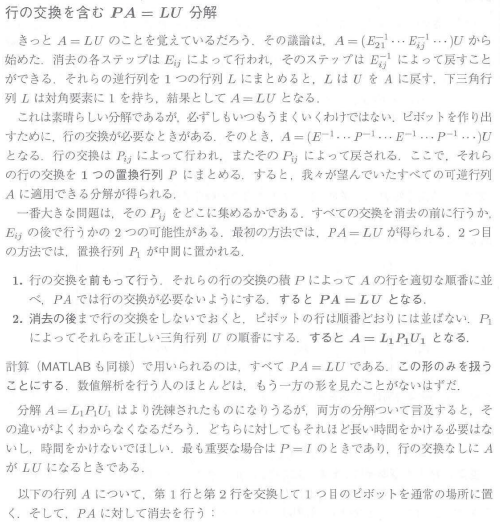 行の交換を含む PA = LU 分解
きっと A = LU のことを覚えているだろう．その議論は，A = (E₂₁⁻¹ ⋯ Eᵢⱼ⁻¹ ⋯)U から
始めた．消去の各ステップは Eᵢⱼ によって行われ，そのステップは Eᵢⱼ⁻¹ によって戻すこと
ができる．それらの逆行列を 1 つの行列 L にまとめると，L は U を A に戻す．下三角行
列 L は対角要素に 1 を持ち，結果として A = LU となる．
これは素晴らしい分解であるが，必ずしもいつもうまくいくわけではない．ピボットを作り出
すために，行の交換が必要なときがある．そのとき，A = (E⁻¹ ⋯ P⁻¹ ⋯ E⁻¹ ⋯ P⁻¹ ⋯)U
となる．行の交換は Pᵢⱼ によって行われ，またその Pᵢⱼ によって戻される．ここで，それら
の行の交換を 1 つの置換行列 P にまとめる．すると，我々が望んでいたすべての可逆行列
A に適用できる分解が得られる．
一番大きな問題は，その Pᵢⱼ をどこに集めるかである．すべての交換を消去の前に行うか，
Eᵢⱼ の後で行うかの 2 つの可能性がある．最初の方法では，PA = LU が得られる．2 つ目
の方法では，置換行列 P₁ が中間に置かれる．
1. 行の交換を前もって行う．それらの行の交換の積 P によって A の行を適切な順番に並
べ，PA では行の交換が必要ないようにする．すると PA = LU となる．
2. 消去の後まで行の交換をしないでおくと，ピボットの行は順番どおりには並ばない．P₁
によってそれらを正しい三角行列 U の順番にする．すると A = L₁P₁U₁ となる．
計算（MATLAB も同様）で用いられるのは，すべて PA = LU である．この形のみを扱う
ことにする．数値解析を行う人のほとんどは，もう一方の形を見たことがないはずだ．
分解 A = L₁P₁U₁ はより洗練されたものになりうるが，両方の分解ついて言及すると，そ
の違いがよくわからなくなるだろう．どちらに対してもそれほど長い時間をかける必要はな
いし，時間をかけないでほしい．最も重要な場合は P = I のときであり，行の交換なしに A
が LU になるときである．
以下の行列 A について，第 1 行と第 2 行を交換して 1 つ目のピボットを通常の場所に置
く．そして，PA に対して消去を行う：